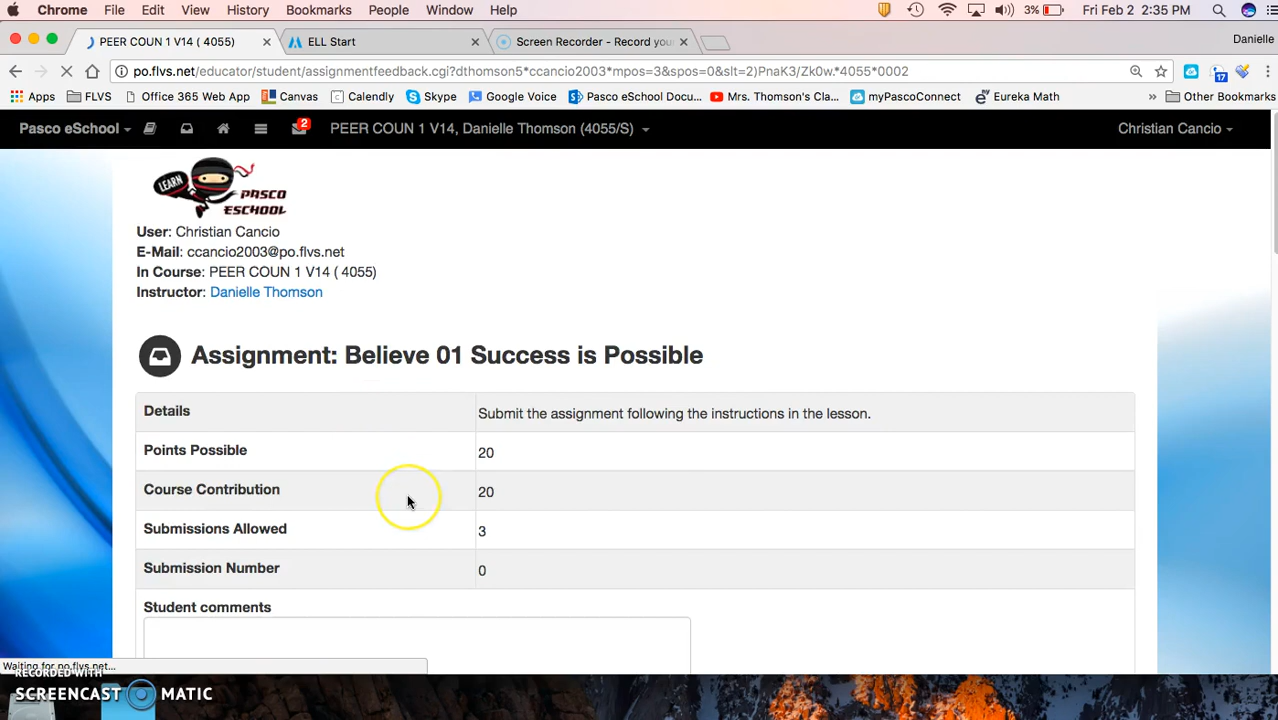 Chrome File Edit View History Bookmarks People Window Help 3% Fri Feb 2 2:35 PM
PEER COUN 1 V14 ( 4055) ELL Start Screen Recorder - Record you Danielle
po.flvs.net/educator/student/assignmentfeedback.cgi?dthomson5*ccancio2003*mpos=3&spos=0&slt=2)PnaK3/Zk0w.*4055*0002 17
Apps FLVS Office 365 Web App Canvas Calendly Skype Google Voice Pasco eSchool Docu... Mrs. Thomson's Cla... myPascoConnect Eureka Math » Other Bookmarks
Pasco eSchool 2 PEER COUN 1 V14, Danielle Thomson (4055/S) Christian Cancio
LEARN PASCO
ESCHOOL
User: Christian Cancio
E-Mail: ccancio2003@po.flvs.net
In Course: PEER COUN 1 V14 ( 4055)
Instructor: Danielle Thomson
Assignment: Believe 01 Success is Possible
Details Submit the assignment following the instructions in the lesson.
Points Possible 20
Course Contribution 20
Submissions Allowed 3
Submission Number 0
Student comments
Waiting for po.flvs.net...
RECORDED WITH
SCREENCAST MATIC